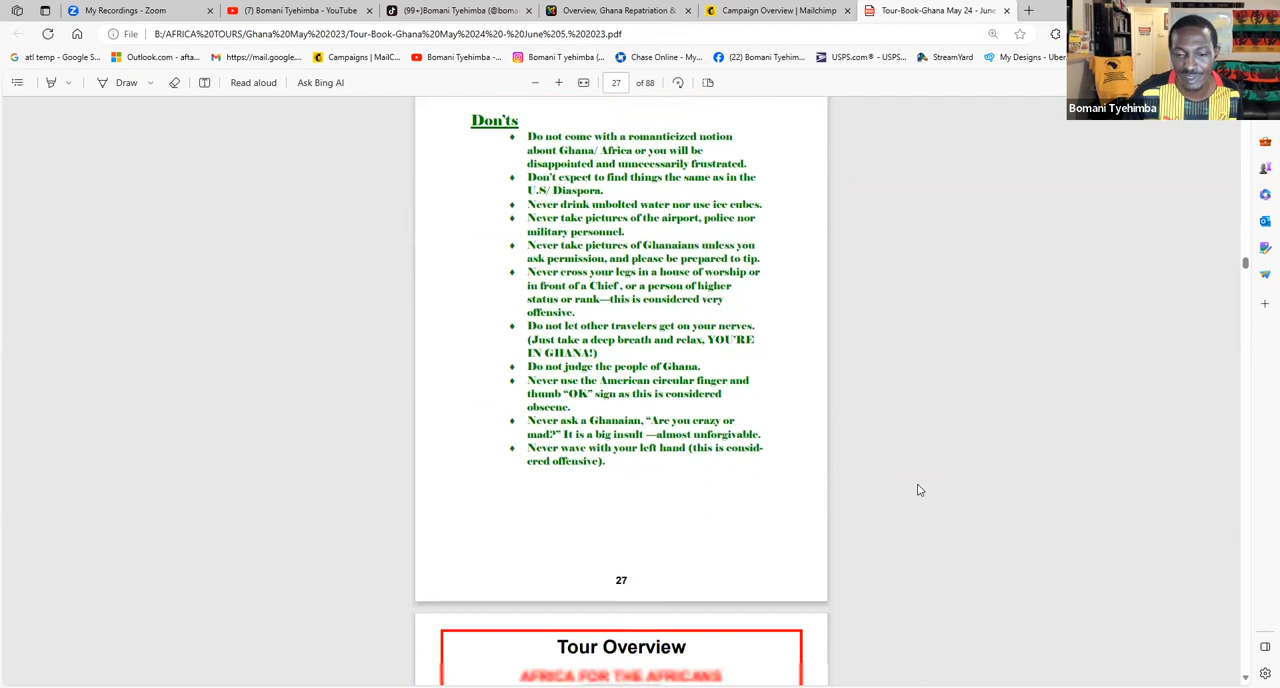 My Recordings - Zoom
(7) Bomani Tyehimba - YouTube
(99+)Bomani Tyehimba (@boma
Overview, Ghana Repatriation &
Campaign Overview | Mailchimp
Tour-Book-Ghana May 24 - June
File
B:/AFRICA%20TOURS/Ghana%20May%202023/Tour-Book-Ghana%20May%2024%20-%20June%205.%202023.pdf
atl temp - Google S...
Outlook.com - afta...
https://mail.google....
Campaigns | MailC...
Bomani Tyehimba -...
Bomani T yehimba (...
Chase Online - My...
(22) Bomani Tyehim...
USPS.com® - USPS...
StreamYard
My Designs - Uber
Draw
Read aloud
Ask Bing AI
27
of 88
Bomani Tyehimba
Don'ts
Do not come with a romanticized notion
about Ghana/ Africa or you will be
disappointed and unnecessarily frustrated.
Don't expect to find things the same as in the
U.S/ Diaspora.
Never drink unbolted water nor use ice cubes.
Never take pictures of the airport, police nor
military personnel.
Never take pictures of Ghanaians unless you
ask permission, and please be prepared to tip.
Never cross your legs in a house of worship or
in front of a Chief , or a person of higher
status or rank—this is considered very
offensive.
Do not let other travelers get on your nerves.
(Just take a deep breath and relax, YOU'RE
IN GHANA!)
Do not judge the people of Ghana.
Never use the American circular finger and
thumb “OK” sign as this is considered
obscene.
Never ask a Ghanaian, “Are you crazy or
mad?” It is a big insult —almost unforgivable.
Never wave with your left hand (this is consid-
ered offensive).
27
Tour Overview
AFRICA FOR THE AFRICANS